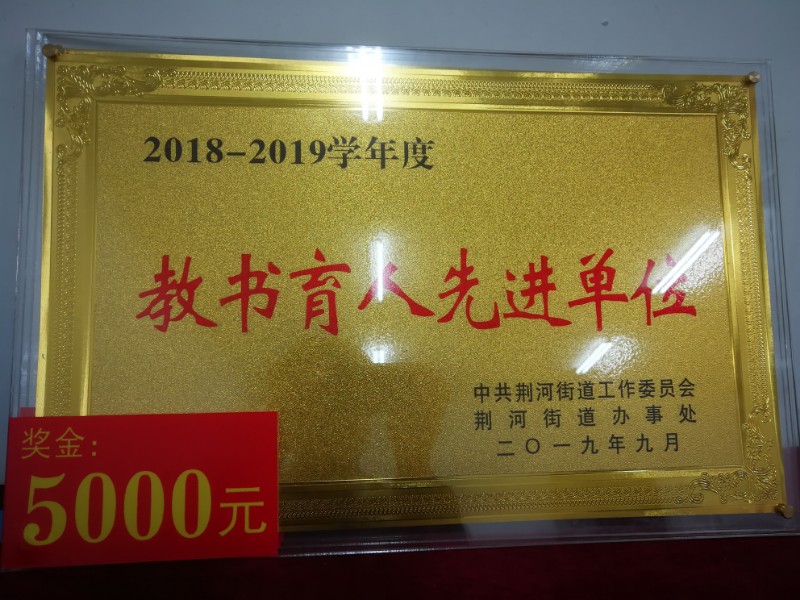 2018-2019学年度
教书育人先进单位
中共荆河街道工作委员会
荆河街道办事处
二〇一九年九月
奖金：
5000元